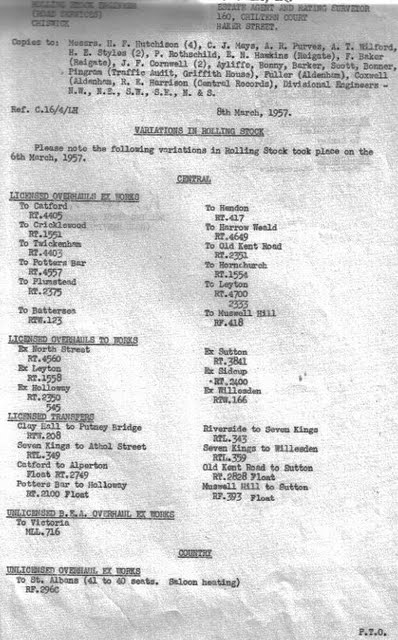 ROLLING STOCK ENGINEER
(ROAD SERVICES)
CHISWICK
ESTATE AGENT AND RATING SURVEYOR
160, CHILTERN COURT
BAKER STREET.
Copies to: Messrs. H. F. Hutchison (4), C. J. Mays, A. R. Purves, A. T. Wilford,
H. E. Styles (2), P. Rothschild, E. N. Hawkins (Reigate), F. Baker
(Reigate), J. F. Cornwell (2), Ayliffe, Bonny, Barker, Scott, Bonner,
Pingram (Traffic Audit, Griffith House), Fuller (Aldenham), Coxwell
(Aldenham, R. E. Harrison (Central Records), Divisional Engineers -
N.W., N.E., S.W., S.E., N. & S.
Ref. C.16/4/LH
8th March, 1957.
VARIATIONS IN ROLLING STOCK
Please note the following variations in Rolling Stock took place on the
6th March, 1957.
CENTRAL
LICENSED OVERHAULS EX WORKS
To Catford
RT.4405
To Cricklewood
RT.1551
To Twickenham
RT.4403
To Potters Bar
RT.4557
To Plumstead
RT.2375
To Battersea
RTW.123
To Hendon
RT.417
To Harrow Weald
RT.4649
To Old Kent Road
RT.2351
To Hornchurch
RT.1554
To Leyton
RT.4700
2333
To Muswell Hill
RF.418
LICENSED OVERHAULS TO WORKS
Ex North Street
RT.4560
Ex Leyton
RT.1558
Ex Holloway
RT.2350
545
Ex Sutton
RT.3841
Ex Sidcup
RT.2400
Ex Willesden
RTW.166
LICENSED TRANSFERS
Clay Hall to Putney Bridge
RTW.208
Seven Kings to Athol Street
RTL.349
Catford to Alperton
Float RT.2749
Potters Bar to Holloway
RT.2100 Float
Riverside to Seven Kings
RTL.343
Seven Kings to Willesden
RTL.359
Old Kent Road to Sutton
RT.2828 Float
Muswell Hill to Sutton
RF.393 Float
UNLICENSED B.E.A. OVERHAUL EX WORKS
To Victoria
MLL.716
COUNTRY
UNLICENSED OVERHAUL EX WORKS
To St. Albans (41 to 40 seats. Saloon heating)
RF.296C
P.T.O.